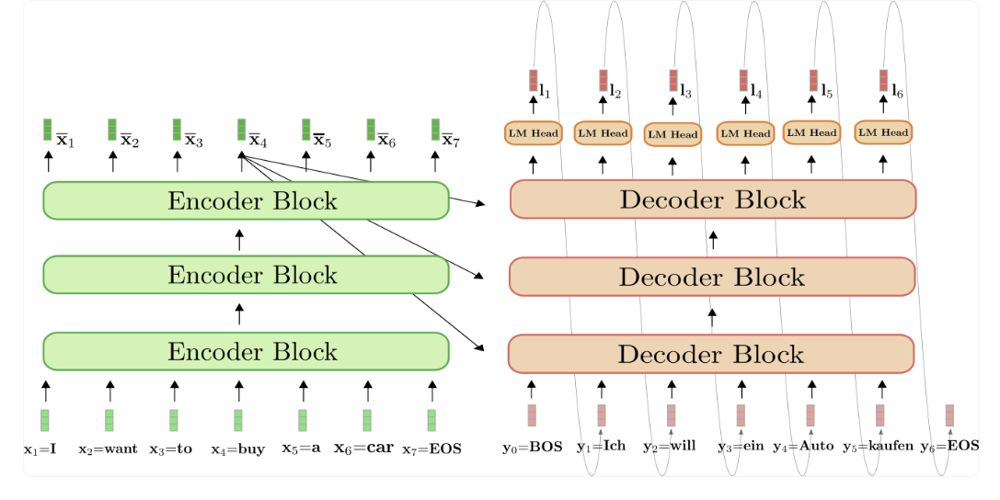 l₁ l₂ l₃ l₄ l₅ l₆
x̅₁ x̅₂ x̅₃ x̅₄ x̅₅ x̅₆ x̅₇
LM Head LM Head LM Head LM Head LM Head LM Head
Encoder Block
Decoder Block
Encoder Block
Decoder Block
Encoder Block
Decoder Block
x₁=I x₂=want x₃=to x₄=buy x₅=a x₆=car x₇=EOS
y₀=BOS y₁=Ich y₂=will y₃=ein y₄=Auto y₅=kaufen y₆=EOS